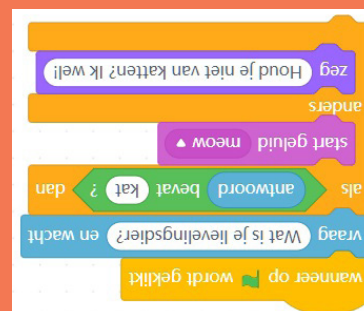 wanneer op wordt geklikt
vraag Wat is je lievelingsdier? en wacht
als antwoord bevat kat ? dan
start geluid meow
anders
zeg Houd je niet van katten? Ik wel!